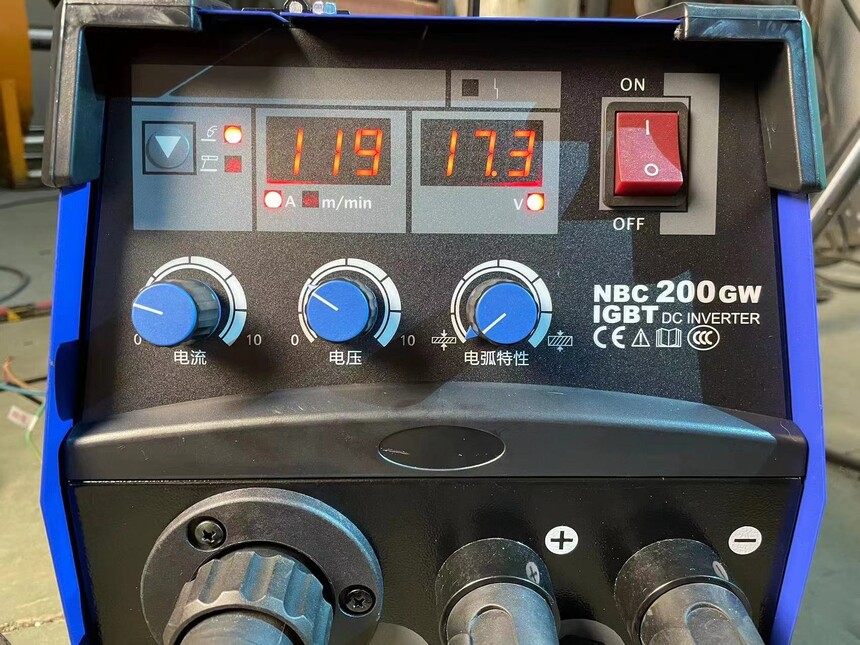 ON
119
17.3
A
m/min
V
OFF
0
10
0
10
电流
电压
电弧特性
NBC 200GW
IGBT DC INVERTER
CE
CCC
+
−